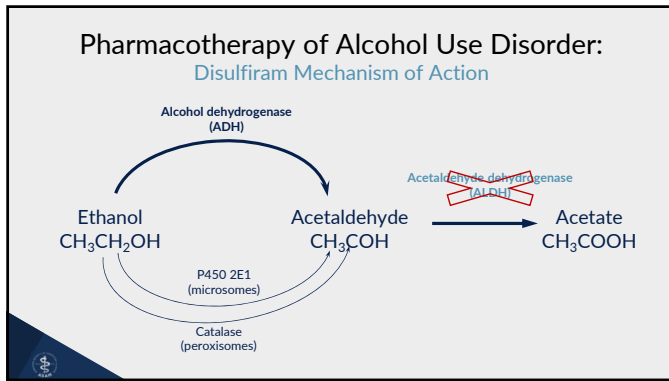 Pharmacotherapy of Alcohol Use Disorder:
Disulfiram Mechanism of Action
Alcohol dehydrogenase
(ADH)
Acetaldehyde dehydrogenase
(ALDH)
Ethanol
CH₃CH₂OH
Acetaldehyde
CH₃COH
Acetate
CH₃COOH
P450 2E1
(microsomes)
Catalase
(peroxisomes)
ASAM